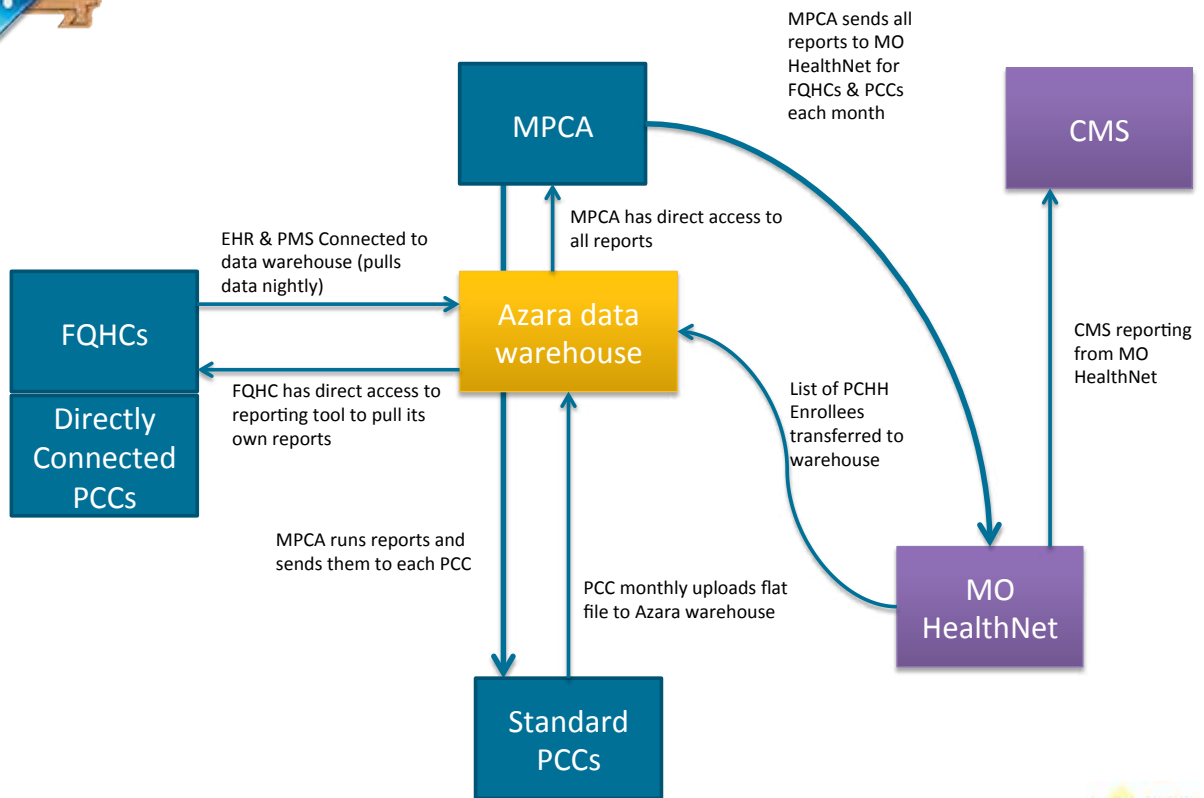 MPCA sends all
reports to MO
HealthNet for
FQHCs & PCCs
each month
MPCA
CMS
MPCA has direct access to
all reports
EHR & PMS Connected to
data warehouse (pulls
data nightly)
FQHCs
Azara data
warehouse
CMS reporting
from MO
HealthNet
FQHC has direct access to
reporting tool to pull its
own reports
List of PCHH
Enrollees
transferred to
warehouse
Directly
Connected
PCCs
MPCA runs reports and
sends them to each PCC
PCC monthly uploads flat
file to Azara warehouse
MO
HealthNet
Standard
PCCs